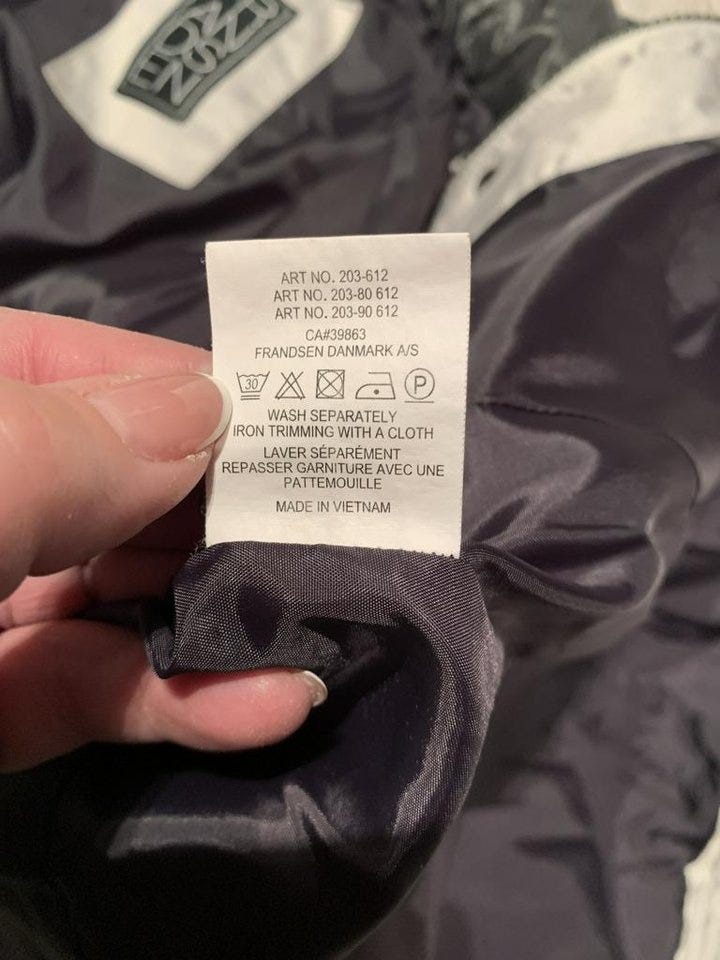 ART NO. 203-612
ART NO. 203-80 612
ART NO. 203-90 612
CA#39863
FRANDSEN DANMARK A/S
30 P
WASH SEPARATELY
IRON TRIMMING WITH A CLOTH
LAVER SÉPARÉMENT
REPASSER GARNITURE AVEC UNE
PATTEMOUILLE
MADE IN VIETNAM